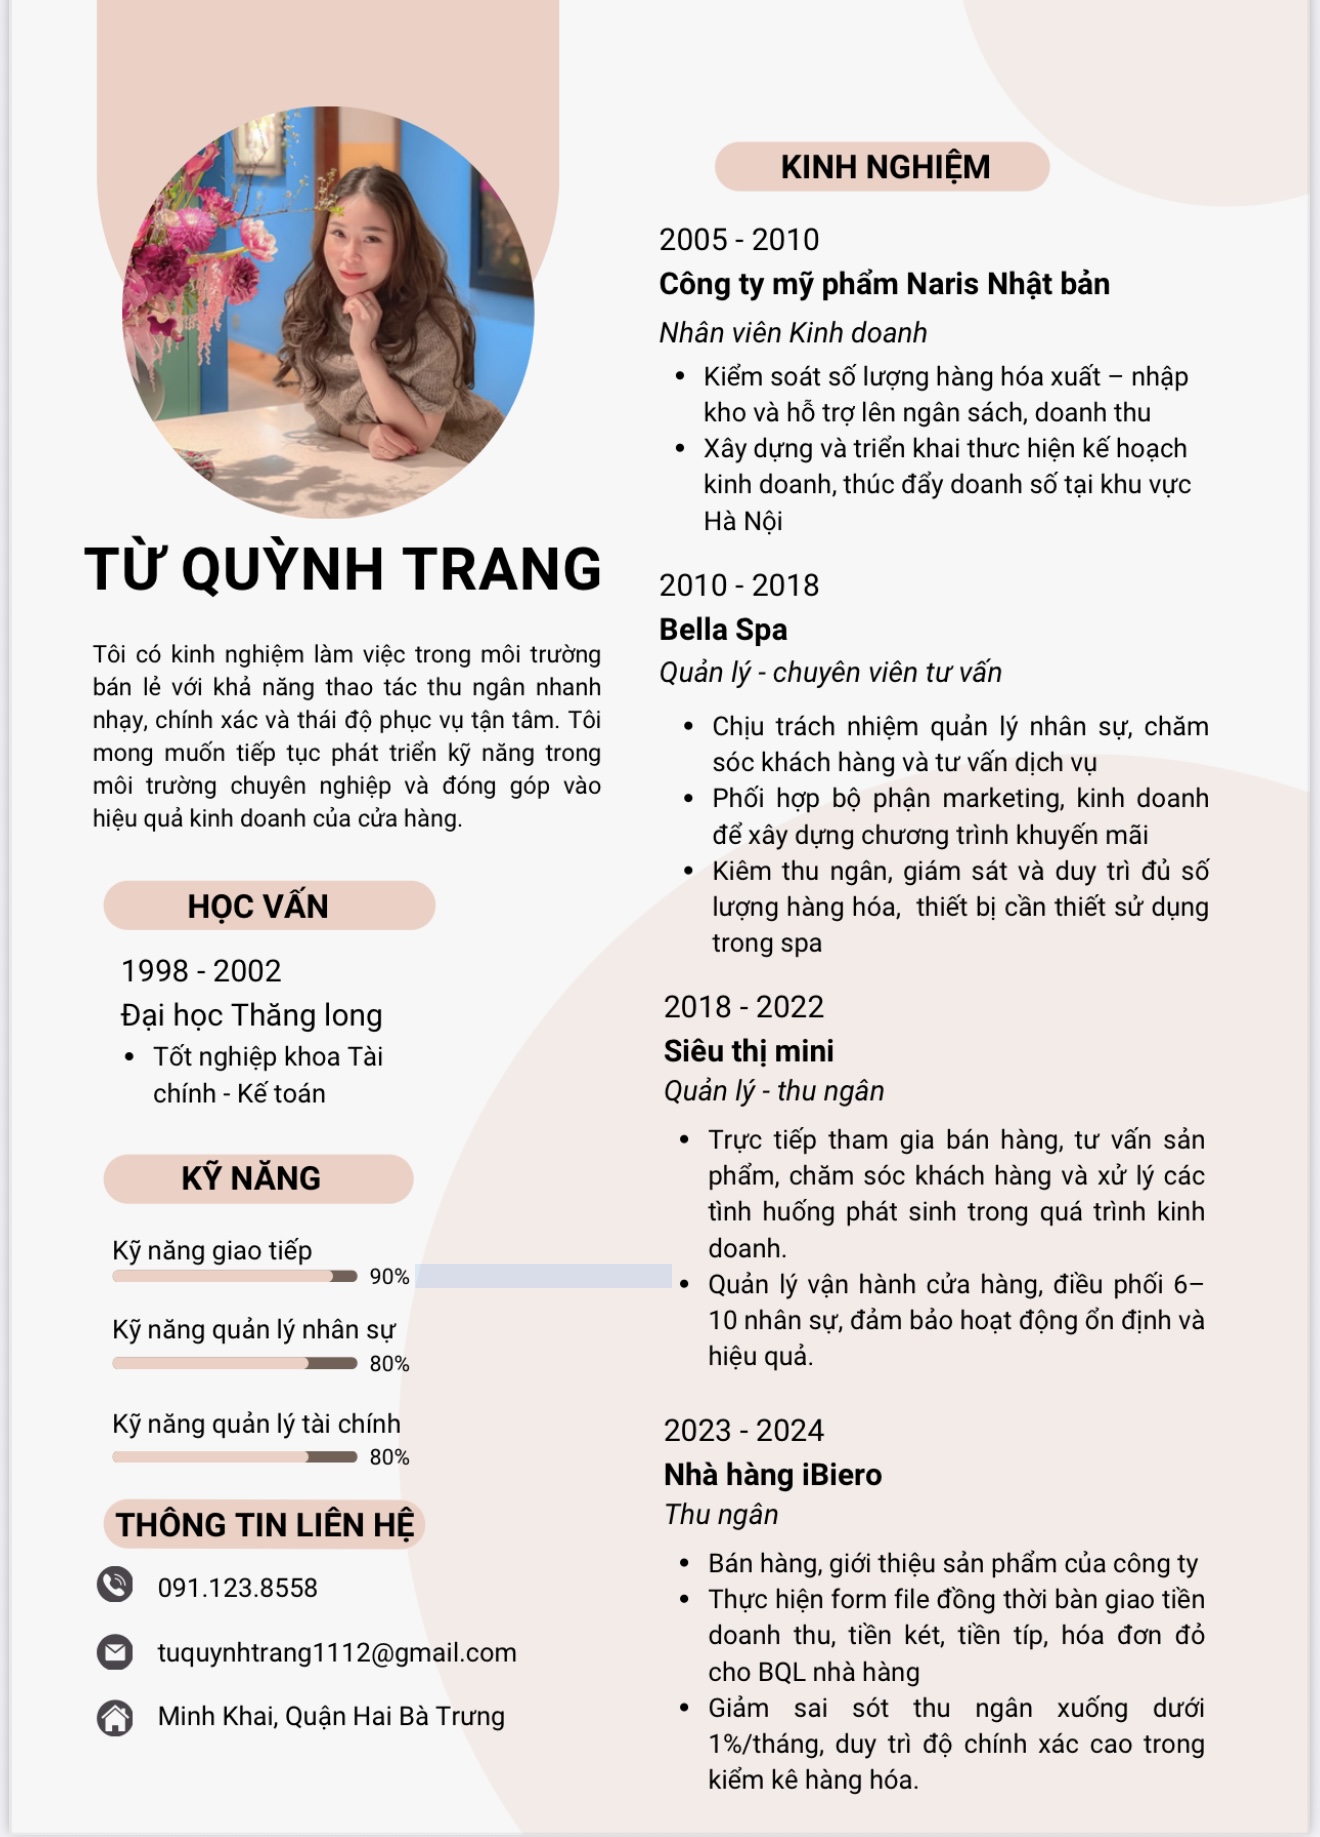 TỪ QUỲNH TRANG
Tôi có kinh nghiệm làm việc trong môi trường
bán lẻ với khả năng thao tác thu ngân nhanh
nhạy, chính xác và thái độ phục vụ tận tâm. Tôi
mong muốn tiếp tục phát triển kỹ năng trong
môi trường chuyên nghiệp và đóng góp vào
hiệu quả kinh doanh của cửa hàng.
HỌC VẤN
1998 - 2002
Đại học Thăng long
• Tốt nghiệp khoa Tài
chính - Kế toán
KỸ NĂNG
Kỹ năng giao tiếp
90%
Kỹ năng quản lý nhân sự
80%
Kỹ năng quản lý tài chính
80%
THÔNG TIN LIÊN HỆ
091.123.8558
tuquynhtrang1112@gmail.com
Minh Khai, Quận Hai Bà Trưng
KINH NGHIỆM
2005 - 2010
Công ty mỹ phẩm Naris Nhật bản
Nhân viên Kinh doanh
• Kiểm soát số lượng hàng hóa xuất – nhập
kho và hỗ trợ lên ngân sách, doanh thu
• Xây dựng và triển khai thưc hiện kế hoạch
kinh doanh, thúc đẩy doanh số tại khu vực
Hà Nội
2010 - 2018
Bella Spa
Quản lý - chuyên viên tư vấn
• Chịu trách nhiệm quản lý nhân sự, chăm
sóc khách hàng và tư vấn dịch vụ
• Phối hợp bộ phận marketing, kinh doanh
để xây dựng chương trình khuyến mãi
• Kiêm thu ngân, giám sát và duy trì đủ số
lượng hàng hóa, thiết bị cần thiết sử dụng
trong spa
2018 - 2022
Siêu thị mini
Quản lý - thu ngân
• Trực tiếp tham gia bán hàng, tư vấn sản
phẩm, chăm sóc khách hàng và xử lý các
tình huống phát sinh trong quá trình kinh
doanh.
• Quản lý vận hành cửa hàng, điều phối 6–
10 nhân sự, đảm bảo hoạt động ổn định và
hiệu quả.
2023 - 2024
Nhà hàng iBiero
Thu ngân
• Bán hàng, giới thiệu sản phẩm của công ty
• Thực hiện form file đồng thời bàn giao tiền
doanh thu, tiền két, tiền típ, hóa đơn đỏ
cho BQL nhà hàng
• Giảm sai sót thu ngân xuống dưới
1%/tháng, duy trì độ chính xác cao trong
kiểm kê hàng hóa.